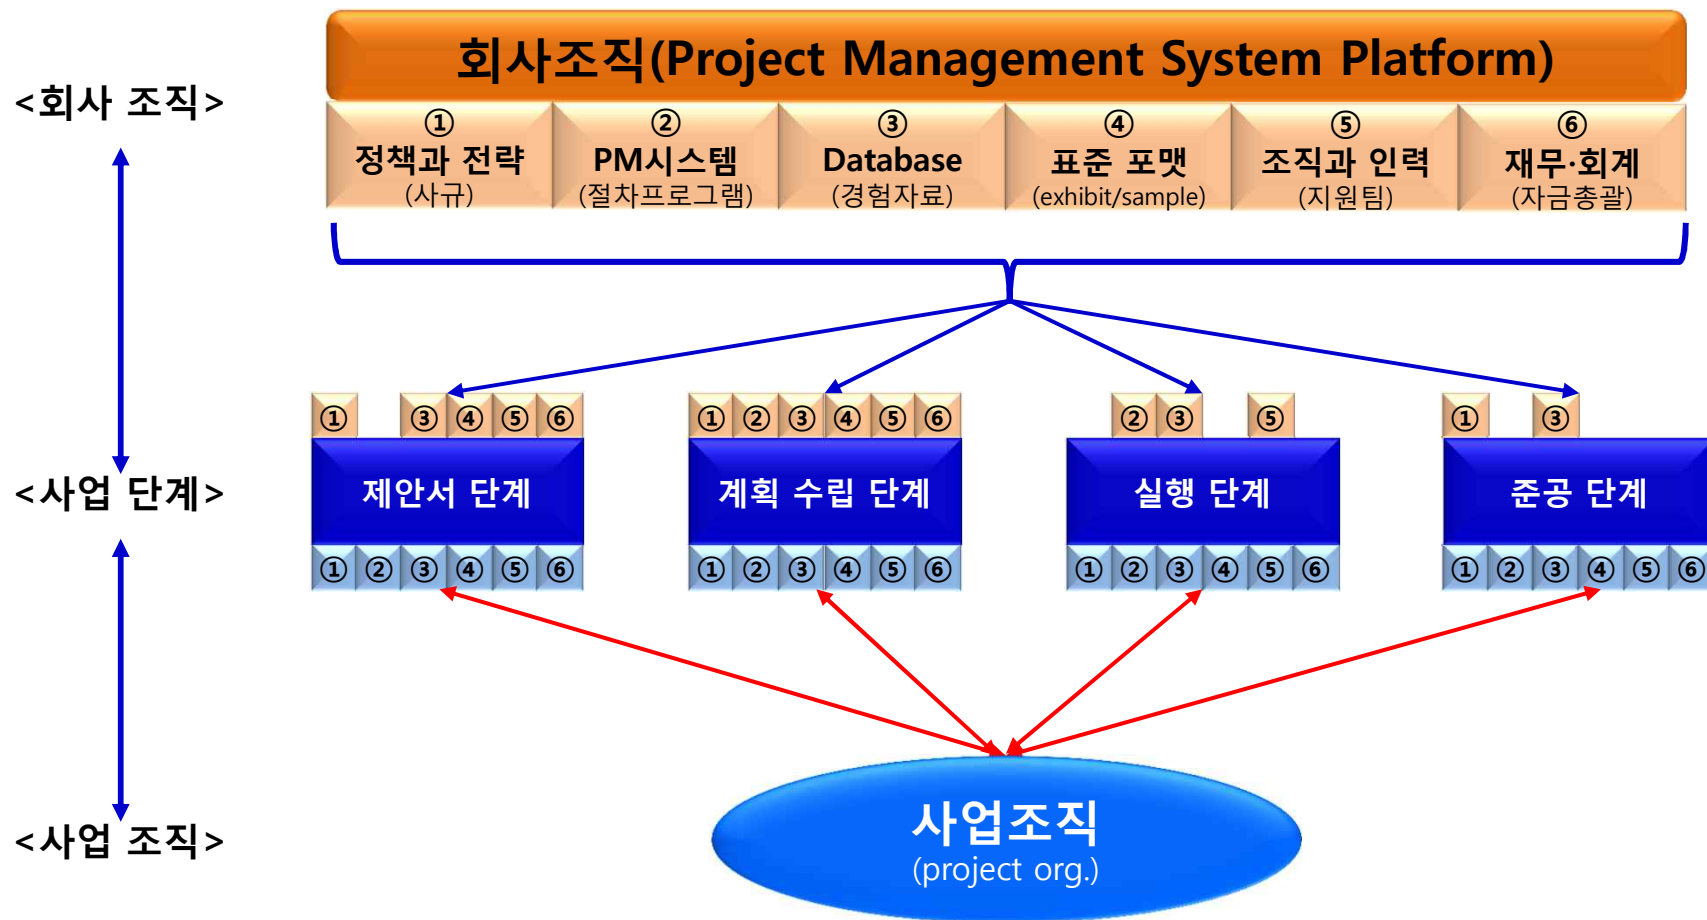 회사조직(Project Management System Platform)
<회사 조직>
① ② ③ ④ ⑤ ⑥
정책과 전략 PM시스템 Database 표준 포맷 조직과 인력 재무·회계
(사규) (절차프로그램) (경험자료) (exhibit/sample) (지원팀) (자금총괄)
① ③ ④ ⑤ ⑥ ① ② ③ ④ ⑤ ⑥ ② ③ ⑤ ① ③
<사업 단계> 제안서 단계 계획 수립 단계 실행 단계 준공 단계
① ② ③ ④ ⑤ ⑥ ① ② ③ ④ ⑤ ⑥ ① ② ③ ④ ⑤ ⑥ ① ② ③ ④ ⑤ ⑥
<사업 조직>
사업조직
(project org.)